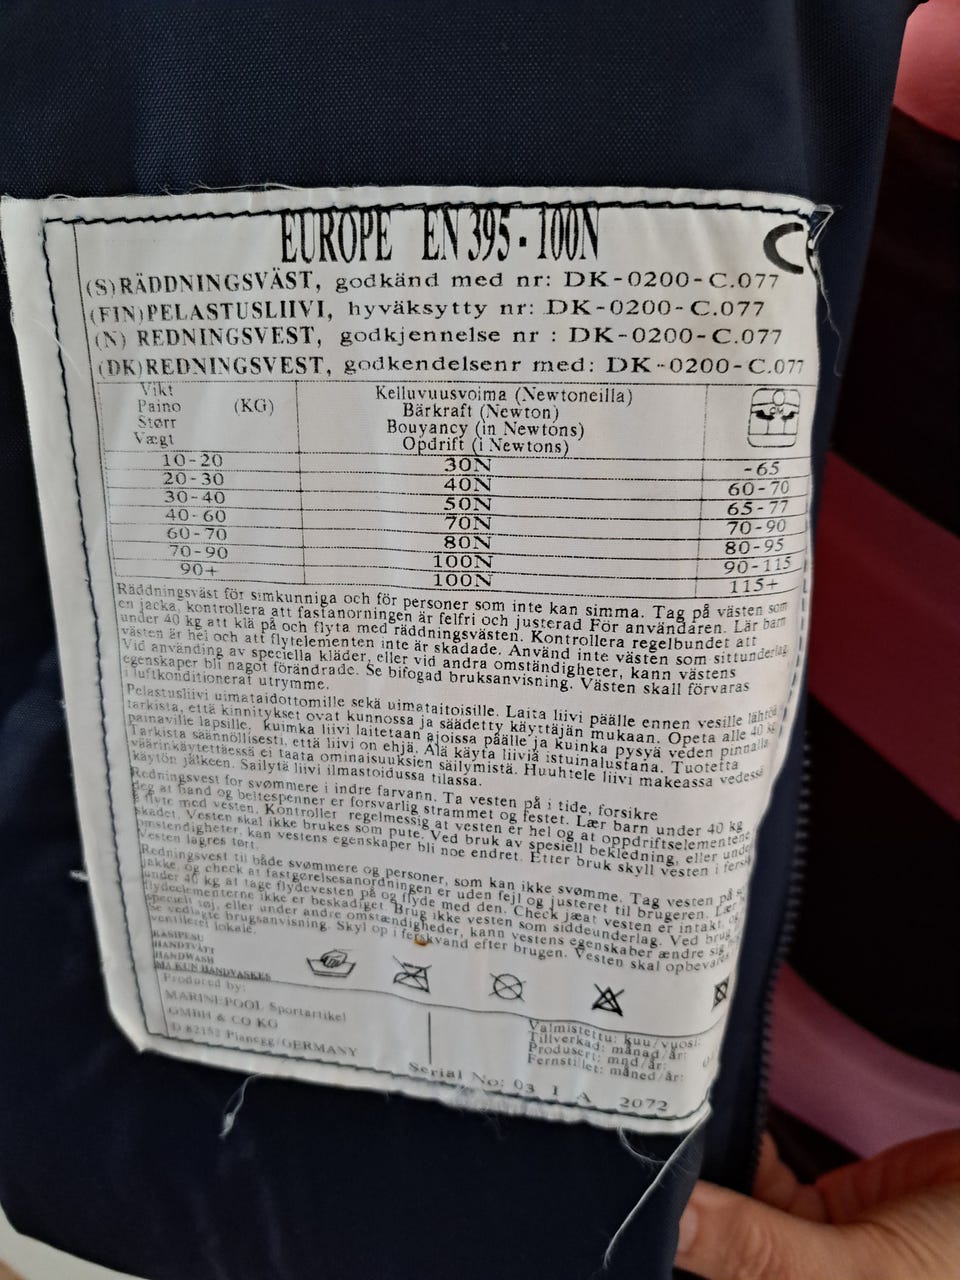 EUROPE EN 395 - 100N
(S) RÄDDNINGSVÄST, godkänd med nr: DK-0200-C.077
(FIN) PELASTUSLIIVI, hyväksytty nr: DK-0200-C.077
(N) REDNINGSVEST, godkjennelse nr : DK-0200-C.077
(DK) REDNINGSVEST, godkendelsenr med: DK-0200-C.077
Vikt
Paino (KG)
Størr
Vægt
Kelluvuusvoima (Newtoneilla)
Bärkraft (Newton)
Bouyancy (in Newtons)
Opdrift (i Newtons)
10-20 30N -65
20-30 40N 60-70
30-40 50N 65-77
40-60 70N 70-90
60-70 80N 80-95
70-90 100N 90-115
90+ 100N 115+
Räddningsväst för simkunniga och för personer som inte kan simma. Tag på västen som
en jacka, kontrollera att fastanorningen är felfri och justerad För användaren. Lär barn
under 40 kg att klä på och flyta med räddningsvästen. Kontrollera regelbundet att
västen är hel och att flytelementen inte är skadade. Använd inte västen som sittunderlag.
Vid använding av speciella kläder, eller vid andra omständigheter, kann västens
egenskaper bli nagot förändrade. Se bifogad bruksanvisning. Västen skall förvaras
i luftkonditionerat utrymme.
Pelastusliivi uimataidottomille sekä uimataitoisille. Laita liivi päälle ennen vesille lähtöä
tarkista, että kinnitykset ovat kunnossa ja säädetty käyttäjän mukaan. Opeta alle 40 kg
painaville lapsille, kuimka liivi laitetaan ajoissa päälle ja kuinka pysyä veden pinnalla
Tarkista säännöllisesti, että liivi on ehjä. Älä käyta liiviä istuinalustana. Tuotetta
väärinkäytettäessä ei taata ominaisuuksien säilymistä. Huuhtele liivi makeassa vedessä
käytön jälkeen. Sailytä liivi ilmastoidussa tilassa.
Redningsvest for svømmere i indre farvann. Ta vesten på i tide, forsikre
deg at band og beltespenner er forsvarlig strammet og festet. Lær barn under 40 kg
å flyte med vesten. Kontroller regelmessig at vesten er hel og at oppdriftselementene
skadet. Vesten skal ikke brukes som pute. Ved bruk av spesiell bekledning, eller under
omstendigheter, kan vestens egenskaper bli noe endret. Etter bruk skyll vesten i fersk
Vesten lagres tørt.
Redningsvest til både svømmere og personer, som kan ikke svømme. Tag vesten på
jakke, og check at fastgørelsesanordningen er uden fejl og justeret til brugeren. Lær
under 40 kg at tage flydevesten på og flyde med den. Check jæat vesten er intakt, og
flydeelementerne ikke er beskadiget. Brug ikke vesten som siddeunderlag. Ved brug
specielt tøj, eller under andre omstændigheder, kann vestens egenskaber ændre sig
Se vedlagte brugsanvisning. Skyl op i ferskvand efter brugen. Vesten skal opbevares
ventileret lokale.
KÄSIPESU
HANDTVÄTT
HANDWASH
MÅ KUN HÅNDVASKES
Produced by:
MARINEPOOL Sportartikel
GMBH & CO KG
D 82152 Planegg/GERMANY
Valmistettu: kuu/vuosi:
Tillverkad: månad/år:
Produsert: mnd/år:
Fernstillet: måned/år:
Serial No: 03 I A 2072